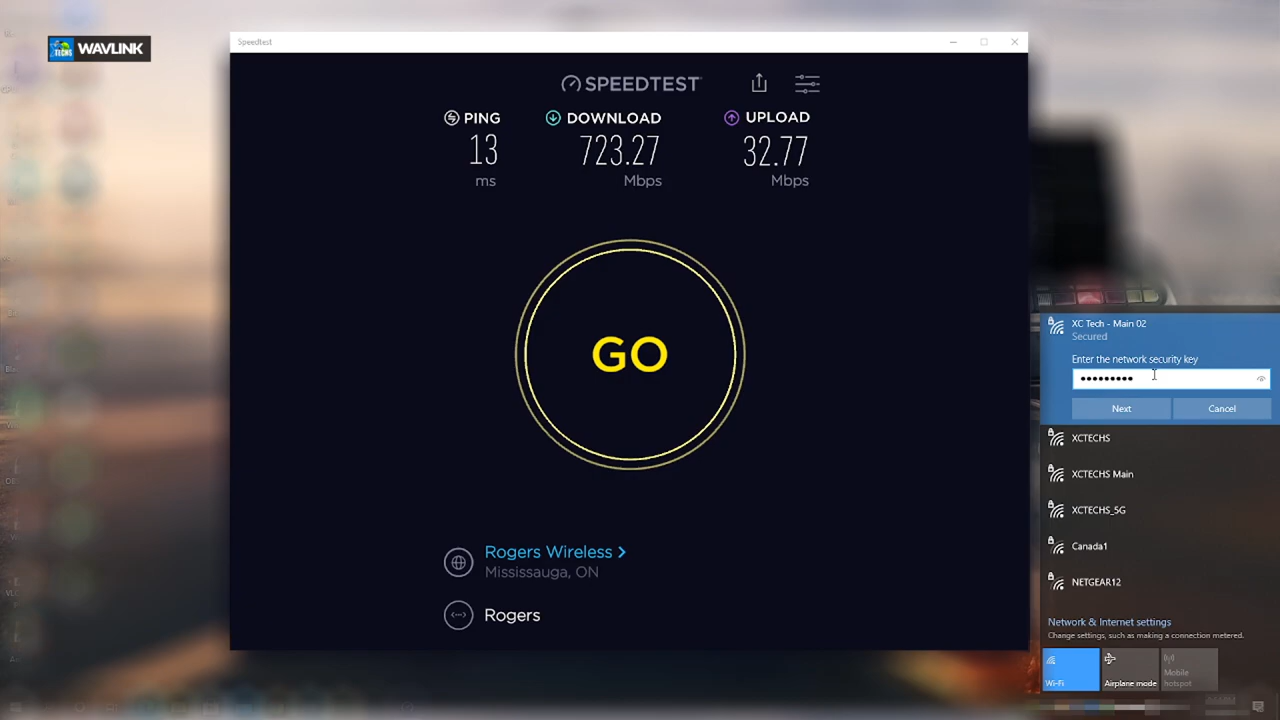 TECHS WAVLINK
Speedtest
SPEEDTEST
PING
DOWNLOAD
UPLOAD
13
723.27
32.77
ms
Mbps
Mbps
GO
Rogers Wireless >
Mississauga, ON
Rogers
XC Tech - Main 02
Secured
Enter the network security key
•••••••••
Next
Cancel
XCTECHS
XCTECHS Main
XCTECHS_5G
Canada1
NETGEAR12
Network & Internet settings
Change settings, such as making a connection metered.
Wi-Fi
Airplane mode
Mobile
hotspot